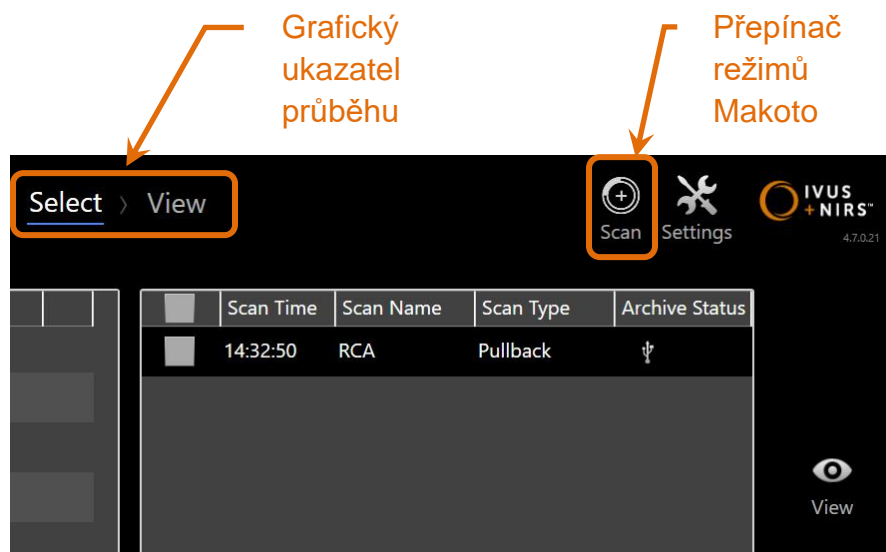 Grafický
ukazatel
průběhu
Přepínač
režimů
Makoto
Select > View
Scan
Settings
IVUS
+NIRS™
4.7.0.21
Scan Time Scan Name Scan Type Archive Status
14:32:50 RCA Pullback
View